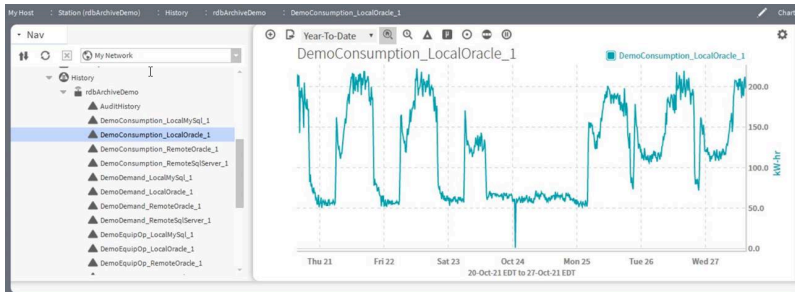 My Host : Station (rdbArchiveDemo) : History : rdbArchiveDemo : DemoConsumption_LocalOracle_1
Chart
Nav
My Network
History
rdbArchiveDemo
AuditHistory
DemoConsumption_LocalMySql_1
DemoConsumption_LocalOracle_1
DemoConsumption_RemoteOracle_1
DemoConsumption_RemoteSqlServer_1
DemoDemand_LocalMySql_1
DemoDemand_LocalOracle_1
DemoDemand_RemoteOracle_1
DemoDemand_RemoteSqlServer_1
DemoEquipOp_LocalMySql_1
DemoEquipOp_LocalOracle_1
DemoEquipOp_RemoteOracle_1
Year-To-Date
DemoConsumption_LocalOracle_1
DemoConsumption_LocalOracle_1
200.0
150.0
100.0
50.0
0.0
kW-hr
Thu 21 Fri 22 Sat 23 Oct 24 Mon 25 Tue 26 Wed 27
20-Oct-21 EDT to 27-Oct-21 EDT